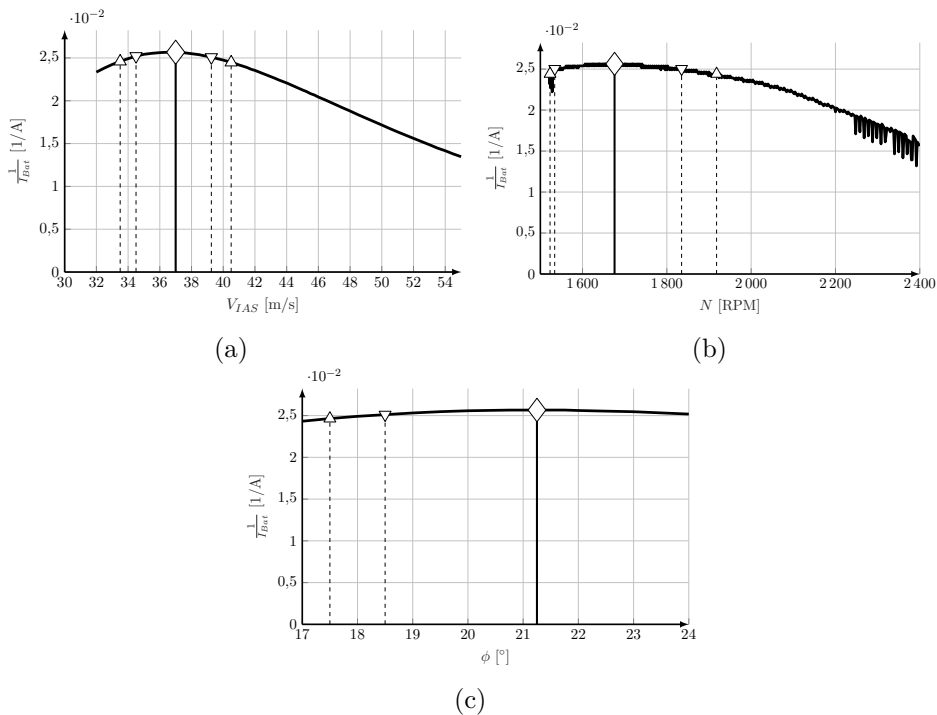 ·10⁻²
2,5
2
1,5
1
0,5
0
1/I_Bat [1/A]
30 32 34 36 38 40 42 44 46 48 50 52 54
V_IAS [m/s]
(a)
·10⁻²
2,5
2
1,5
1
0,5
0
1/I_Bat [1/A]
1 600 1 800 2 000 2 200 2 400
N [RPM]
(b)
·10⁻²
2,5
2
1,5
1
0,5
0
1/I_Bat [1/A]
17 18 19 20 21 22 23 24
ϕ [°]
(c)